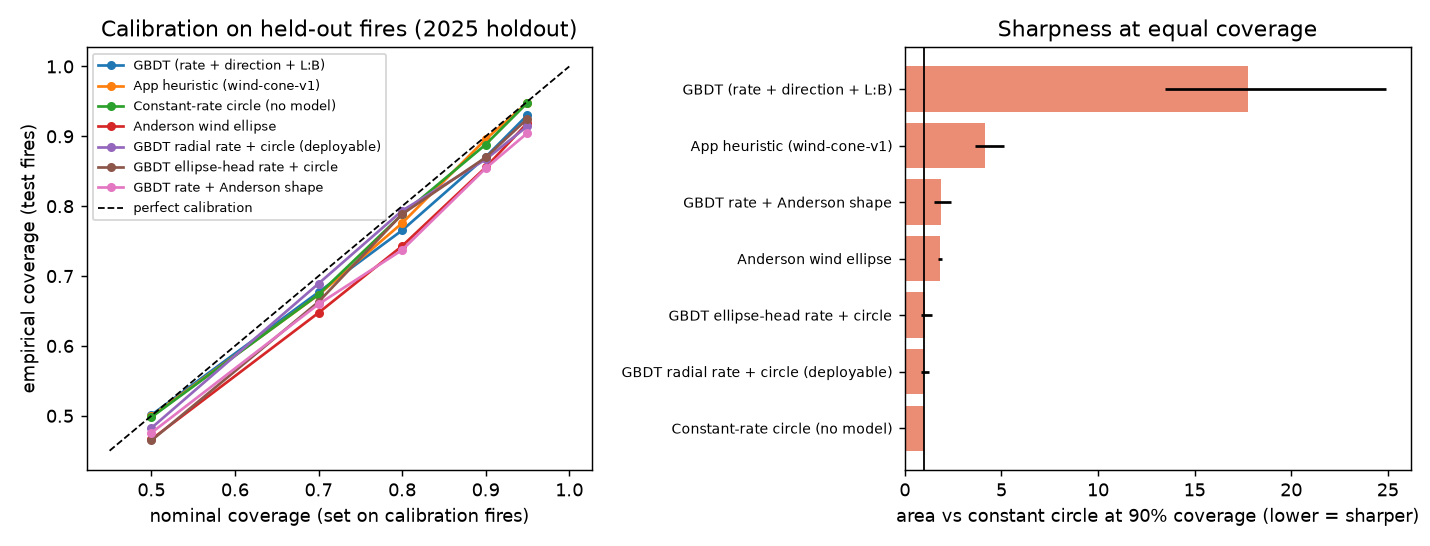 Calibration on held-out fires (2025 holdout)
empirical coverage (test fires)
1.0
0.9
0.8
0.7
0.6
0.5
GBDT (rate + direction + L:B)
App heuristic (wind-cone-v1)
Constant-rate circle (no model)
Anderson wind ellipse
GBDT radial rate + circle (deployable)
GBDT ellipse-head rate + circle
GBDT rate + Anderson shape
perfect calibration
0.5 0.6 0.7 0.8 0.9 1.0
nominal coverage (set on calibration fires)
Sharpness at equal coverage
GBDT (rate + direction + L:B)
App heuristic (wind-cone-v1)
GBDT rate + Anderson shape
Anderson wind ellipse
GBDT ellipse-head rate + circle
GBDT radial rate + circle (deployable)
Constant-rate circle (no model)
0 5 10 15 20 25
area vs constant circle at 90% coverage (lower = sharper)